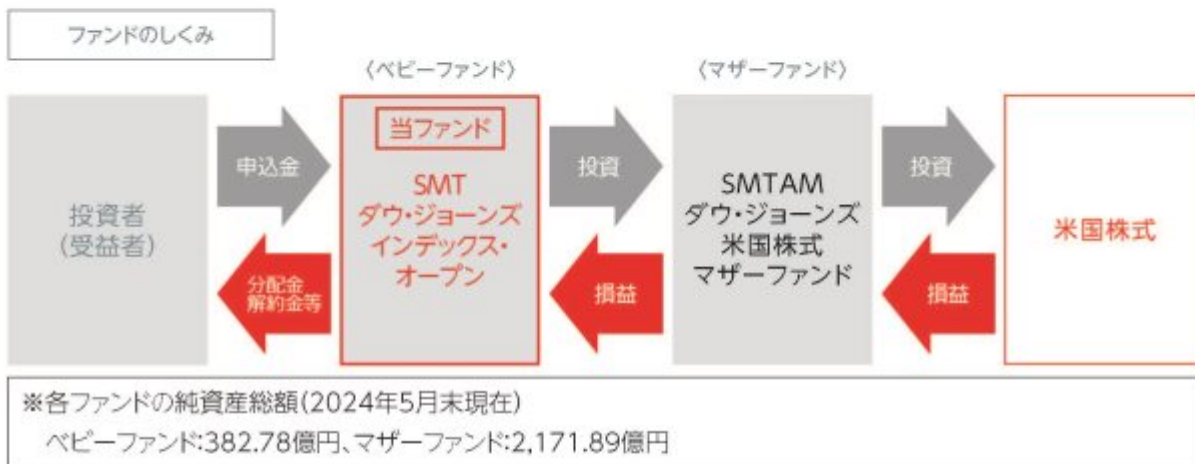 ファンドのしくみ
〈ベビーファンド〉
〈マザーファンド〉
投資者
(受益者)
申込金
分配金
解約金等
当ファンド
SMT
ダウ・ジョーンズ
インデックス・
オープン
投資
損益
SMTAM
ダウ・ジョーンズ
米国株式
マザーファンド
投資
損益
米国株式
※各ファンドの純資産総額(2024年5月末現在)
ベビーファンド:382.78億円、マザーファンド:2,171.89億円